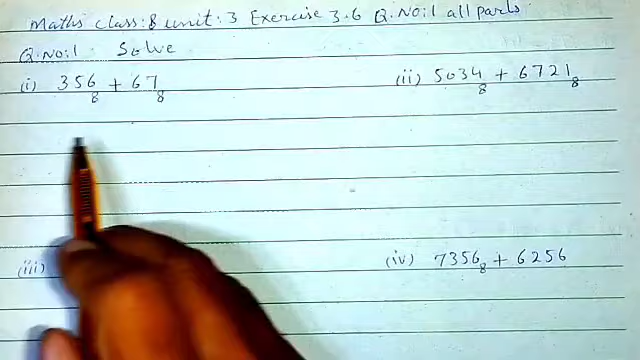 Maths class:8 unit:3 Exercise 3.6 Q.No:1 all parts
Q.No:1 Solve
(i) 356₈ + 67₈ (ii) 5034₈ + 6721₈
(iii) (iv) 7356₈ + 6256